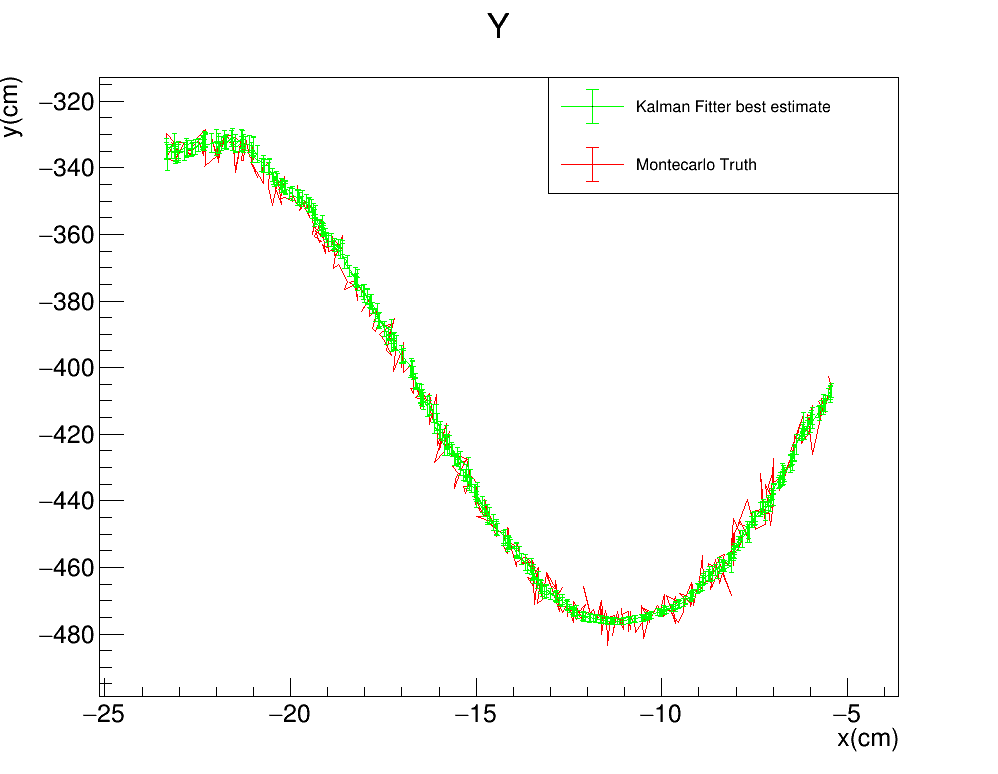 Y
y(cm)
Kalman Fitter best estimate
Montecarlo Truth
−320
−340
−360
−380
−400
−420
−440
−460
−480
−25 −20 −15 −10 −5
x(cm)